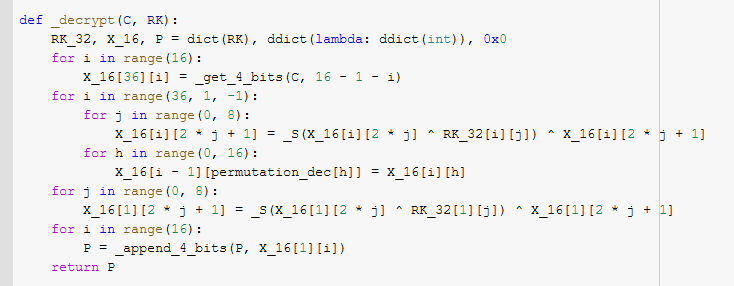 def _decrypt(C, RK):
    RK_32, X_16, P = dict(RK), ddict(lambda: ddict(int)), 0x0
    for i in range(16):
        X_16[36][i] = _get_4_bits(C, 16 - 1 - i)
    for i in range(36, 1, -1):
        for j in range(0, 8):
            X_16[i][2 * j + 1] = _S(X_16[i][2 * j] ^ RK_32[i][j]) ^ X_16[i][2 * j + 1]
        for h in range(0, 16):
            X_16[i - 1][permutation_dec[h]] = X_16[i][h]
    for j in range(0, 8):
        X_16[1][2 * j + 1] = _S(X_16[1][2 * j] ^ RK_32[1][j]) ^ X_16[1][2 * j + 1]
    for i in range(16):
        P = _append_4_bits(P, X_16[1][i])
    return P